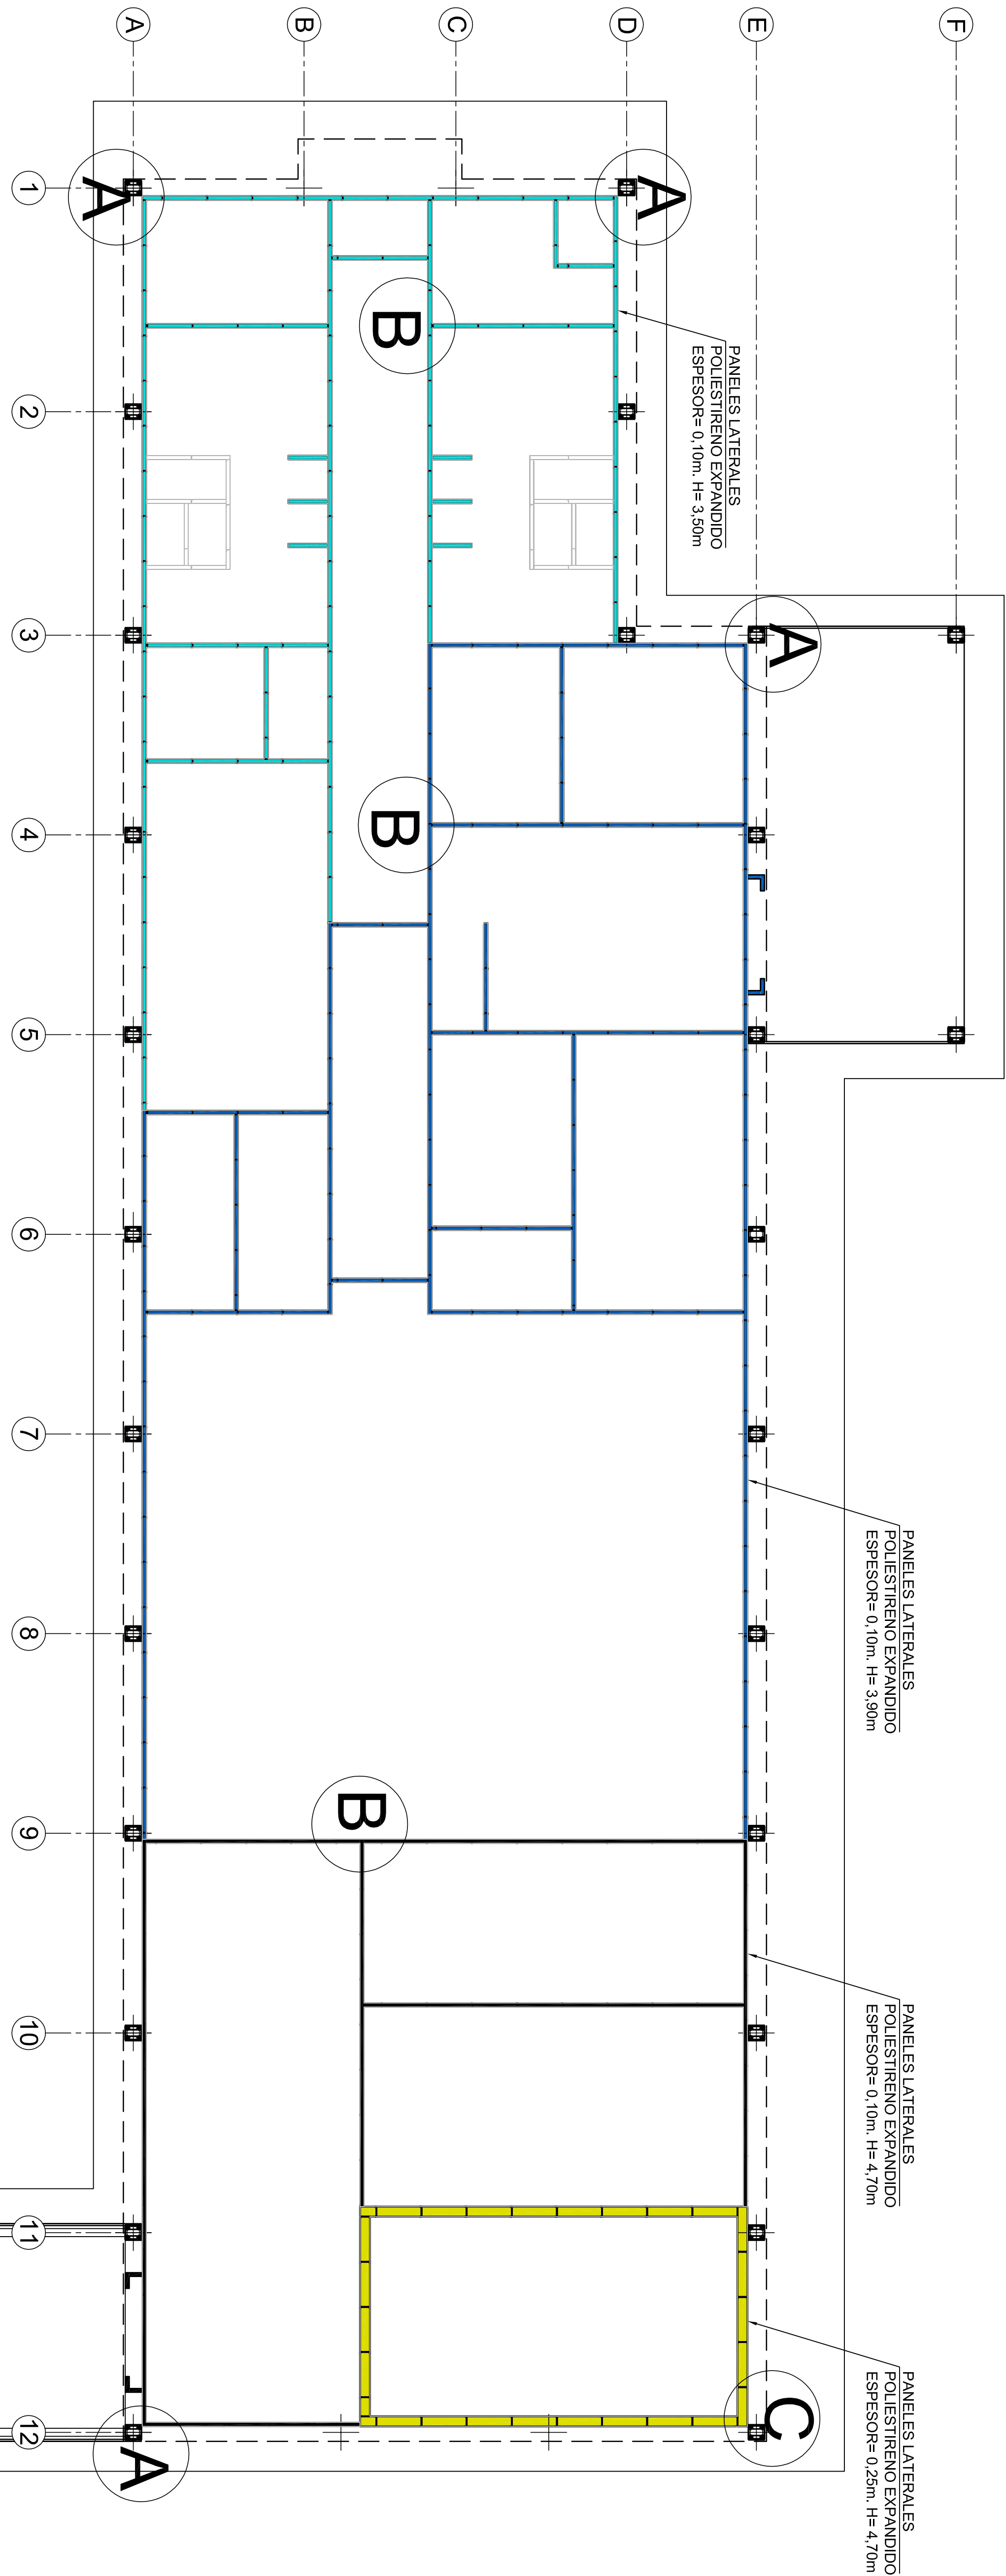 A
B
C
D
E
F
1
2
3
4
5
6
7
8
9
10
11
12
A
A
A
B
B
B
C
A
PANELES LATERALES
POLIESTIRENO EXPANDIDO
ESPESOR= 0,10m. H= 3,50m
PANELES LATERALES
POLIESTIRENO EXPANDIDO
ESPESOR= 0,10m. H= 3,90m
PANELES LATERALES
POLIESTIRENO EXPANDIDO
ESPESOR= 0,10m. H= 4,70m
PANELES LATERALES
POLIESTIRENO EXPANDIDO
ESPESOR= 0,25m. H= 4,70m